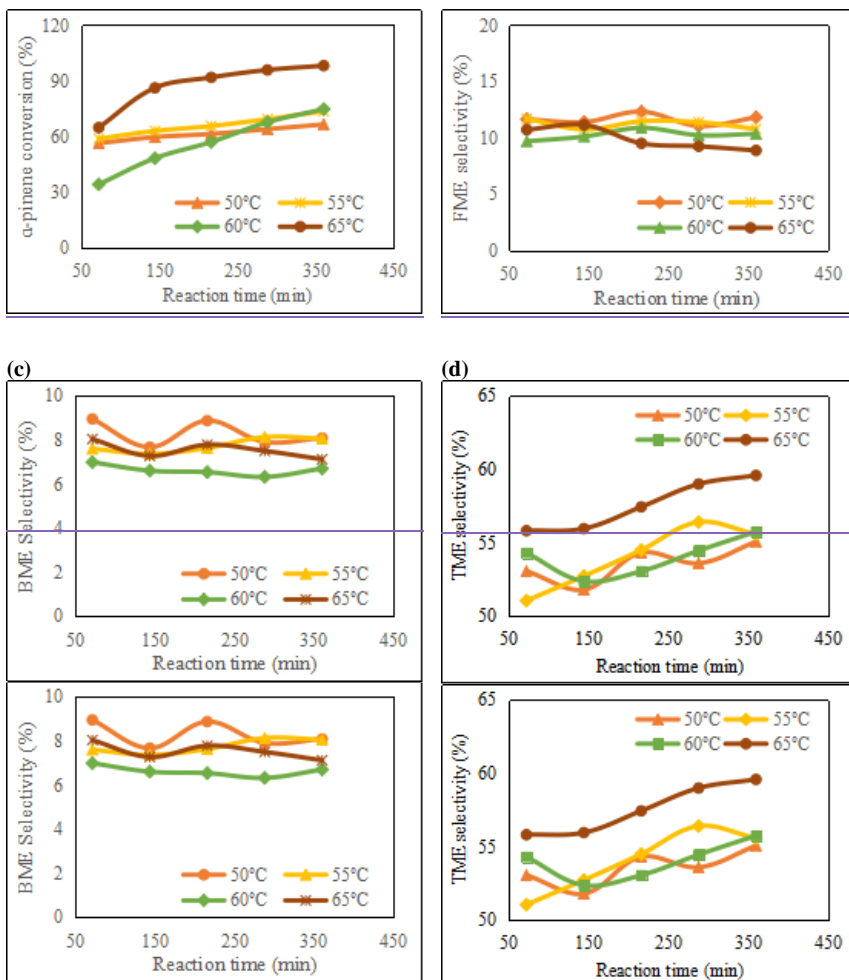 α-pinene conversion (%)
120
90
60
30
0
50°C 55°C
60°C 65°C
50 150 250 350 450
Reaction time (min)
FME selectivity (%)
20
15
10
5
0
50°C 55°C
60°C 65°C
50 150 250 350 450
Reaction time (min)
(c)
BME Selectivity (%)
10
8
6
4
2
0
50°C 55°C
60°C 65°C
50 150 250 350 450
Reaction time (min)
(d)
TME selectivity (%)
65
60
55
50
50°C 55°C
60°C 65°C
50 150 250 350 450
Reaction time (min)
BME Selectivity (%)
10
8
6
4
2
0
50°C 55°C
60°C 65°C
50 150 250 350 450
Reaction time (min)
TME selectivity (%)
65
60
55
50
50°C 55°C
60°C 65°C
50 150 250 350 450
Reaction time (min)